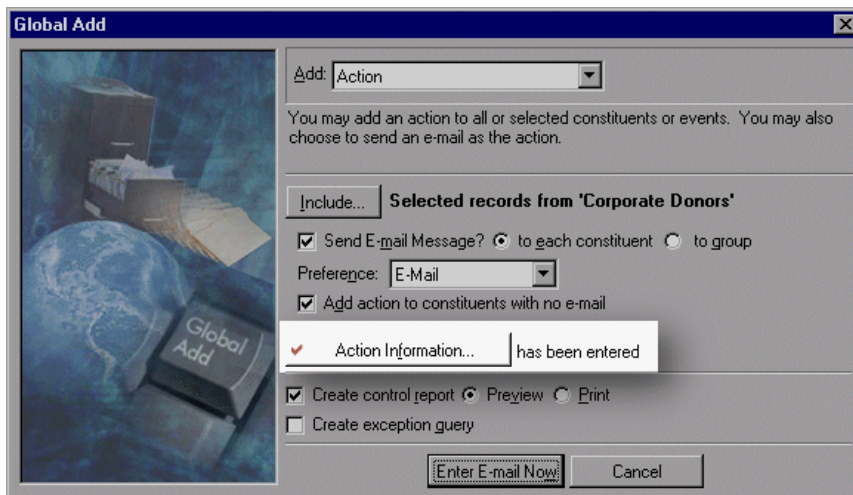 Global Add
Add: Action
You may add an action to all or selected constituents or events. You may also
choose to send an e-mail as the action.
Include... Selected records from 'Corporate Donors'
Send E-mail Message? to each constituent to group
Preference: E-Mail
Add action to constituents with no e-mail
Global
Add
Action Information... has been entered
Create control report Preview Print
Create exception query
Enter E-mail Now Cancel